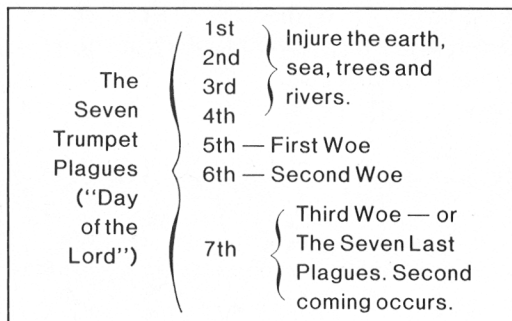 The
Seven
Trumpet
Plagues
(“Day
of the
Lord”)
1st
2nd
3rd
4th
Injure the earth,
sea, trees and
rivers.
5th — First Woe
6th — Second Woe
7th
Third Woe — or
The Seven Last
Plagues. Second
coming occurs.